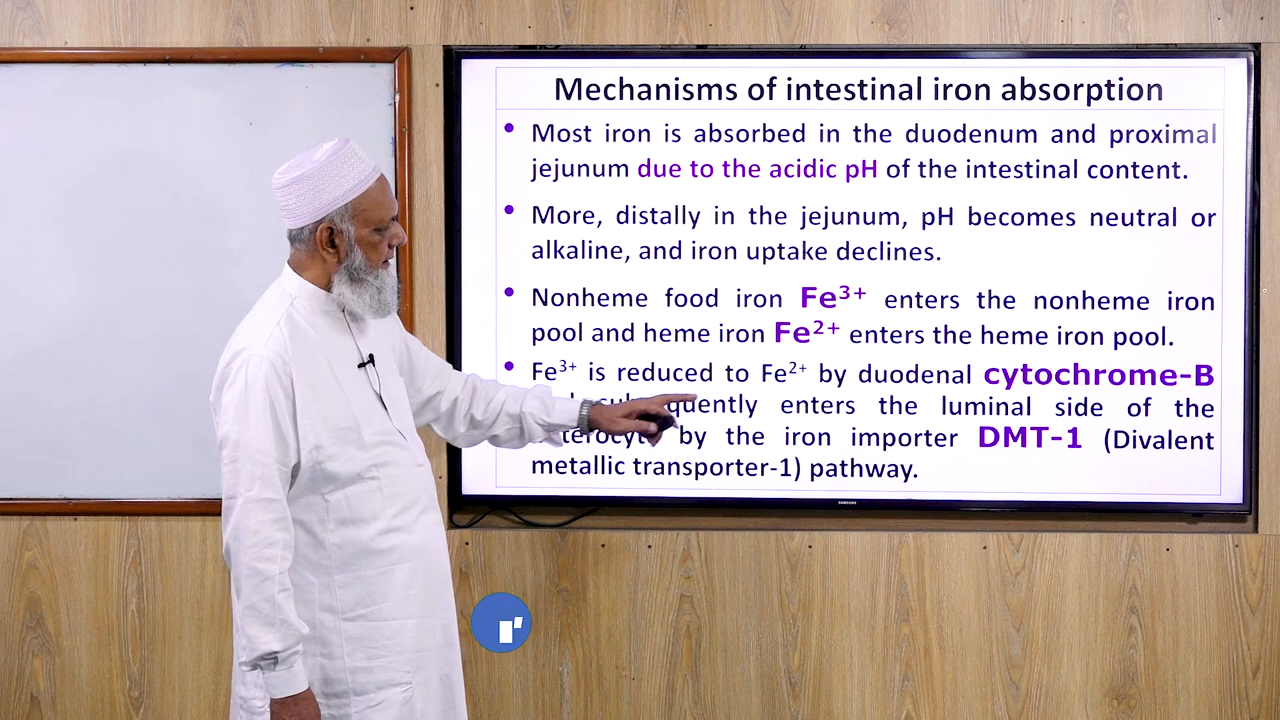 Mechanisms of intestinal iron absorption
• Most iron is absorbed in the duodenum and proximal
jejunum due to the acidic pH of the intestinal content.
• More, distally in the jejunum, pH becomes neutral or
alkaline, and iron uptake declines.
• Nonheme food iron Fe³⁺ enters the nonheme iron
pool and heme iron Fe²⁺ enters the heme iron pool.
• Fe³⁺ is reduced to Fe²⁺ by duodenal cytochrome-B
enters the luminal side of the
by the iron importer DMT-1 (Divalent
metallic transporter-1) pathway.
SAMSUNG